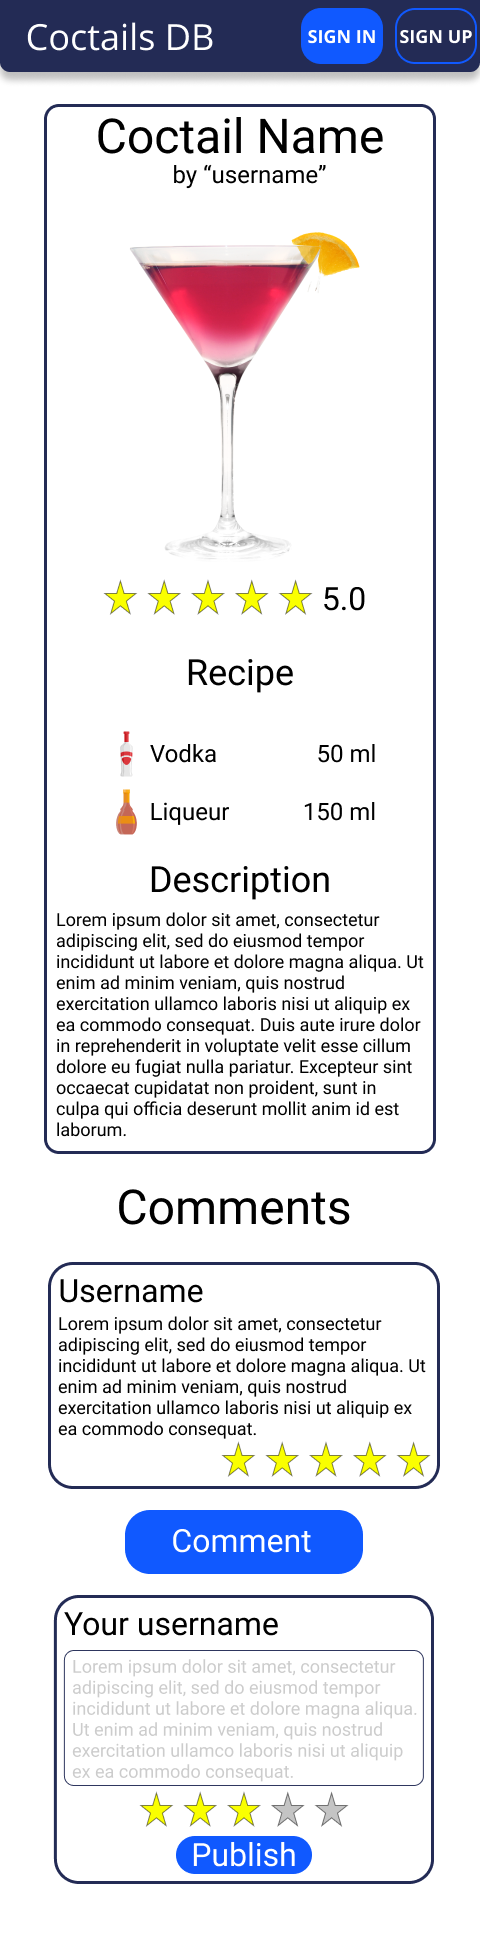 Coctails DB
SIGN IN
SIGN UP
Coctail Name
by “username”
5.0
Recipe
Vodka 50 ml
Liqueur 150 ml
Description
Lorem ipsum dolor sit amet, consectetur
adipiscing elit, sed do eiusmod tempor
incididunt ut labore et dolore magna aliqua. Ut
enim ad minim veniam, quis nostrud
exercitation ullamco laboris nisi ut aliquip ex
ea commodo consequat. Duis aute irure dolor
in reprehenderit in voluptate velit esse cillum
dolore eu fugiat nulla pariatur. Excepteur sint
occaecat cupidatat non proident, sunt in
culpa qui officia deserunt mollit anim id est
laborum.
Comments
Username
Lorem ipsum dolor sit amet, consectetur
adipiscing elit, sed do eiusmod tempor
incididunt ut labore et dolore magna aliqua. Ut
enim ad minim veniam, quis nostrud
exercitation ullamco laboris nisi ut aliquip ex
ea commodo consequat.
Comment
Your username
Lorem ipsum dolor sit amet, consectetur
adipiscing elit, sed do eiusmod tempor
incididunt ut labore et dolore magna aliqua.
Ut enim ad minim veniam, quis nostrud
exercitation ullamco laboris nisi ut aliquip
ex ea commodo consequat.
Publish